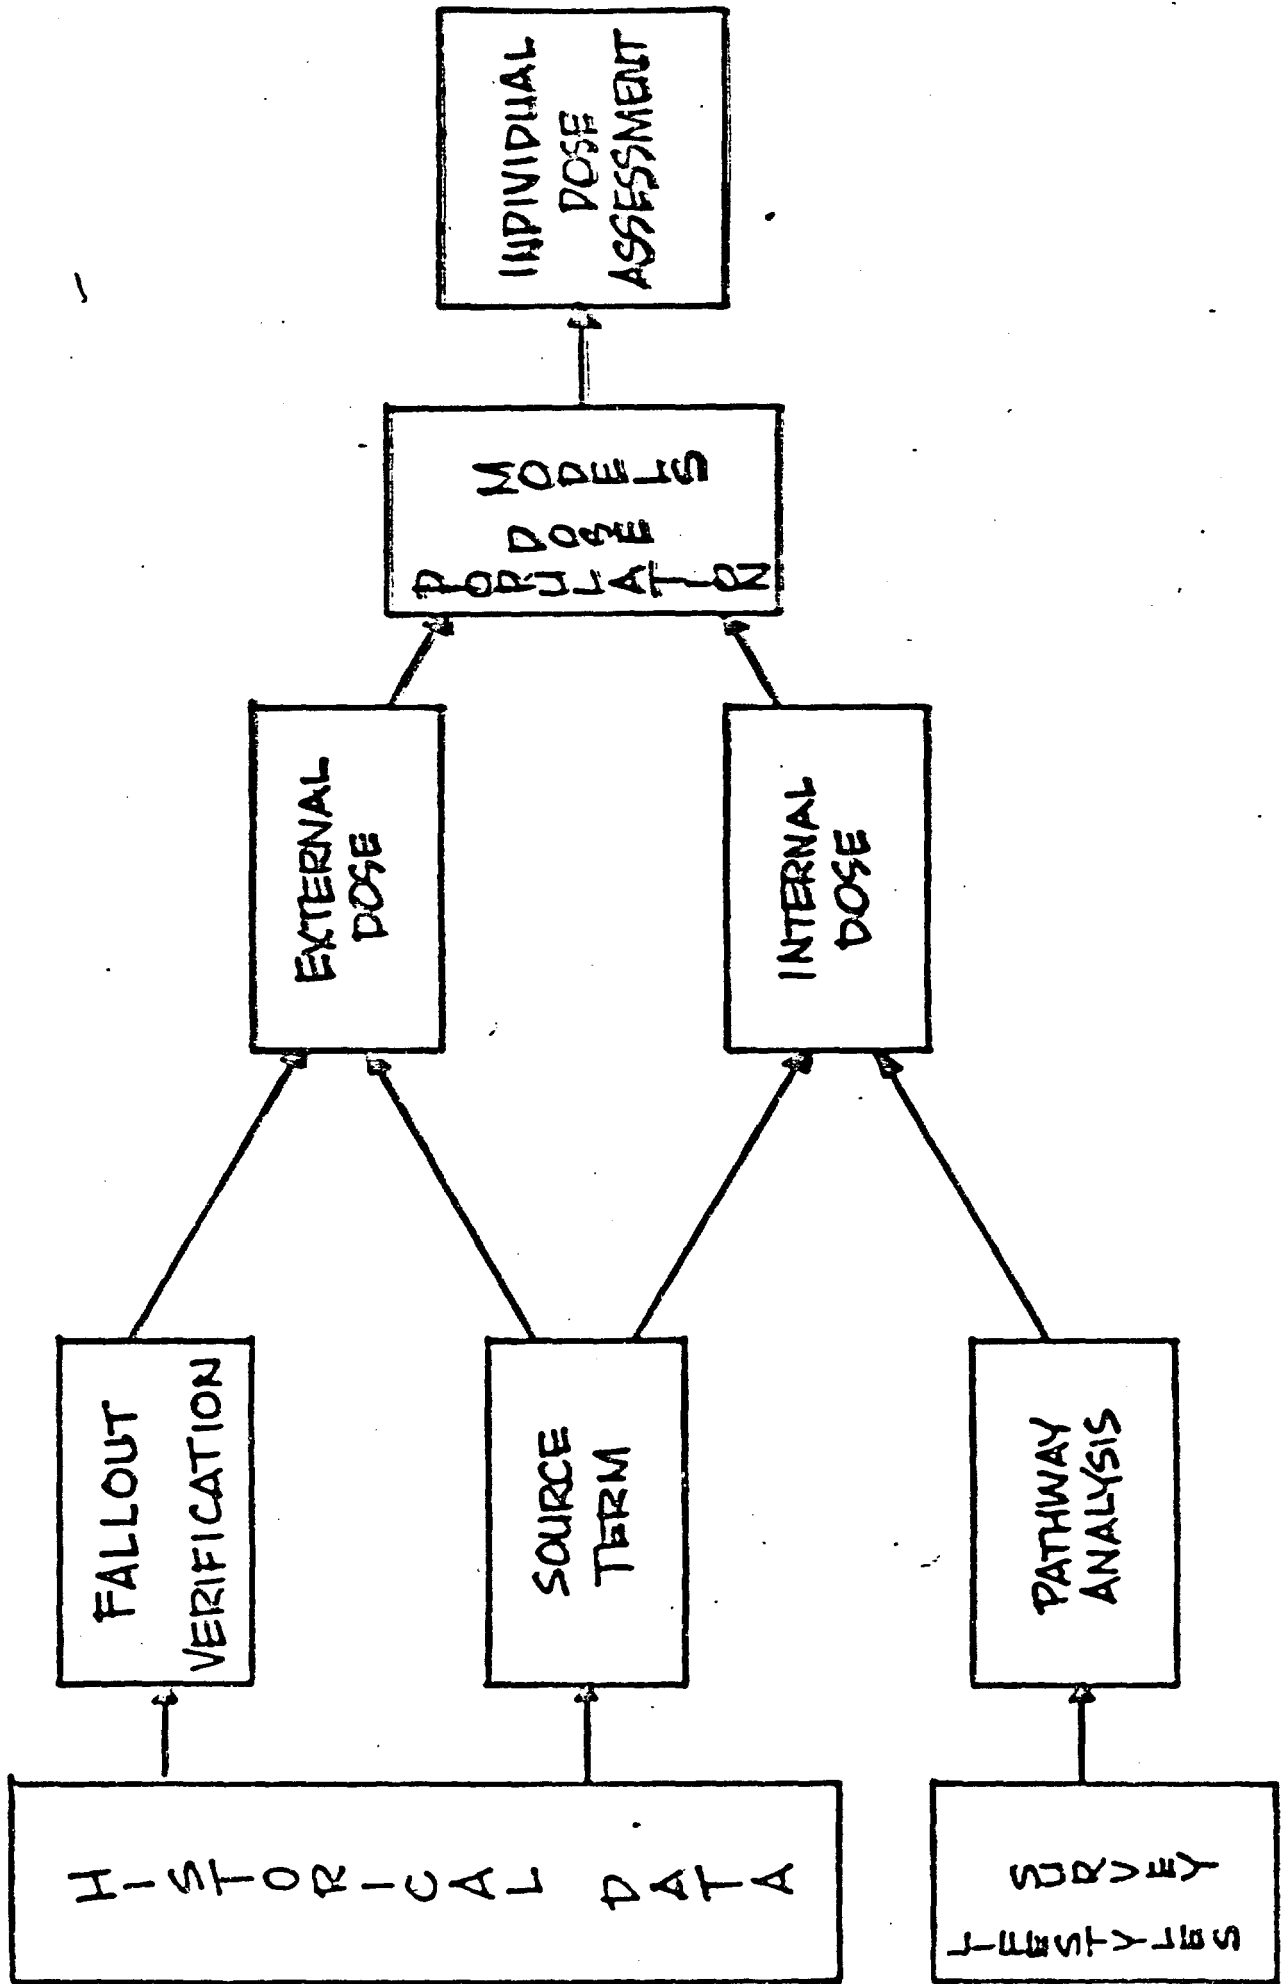 HISTORICAL DATA
FALLOUT
VERIFICATION
SOURCE
TERM
EXTERNAL
DOSE
INTERNAL
DOSE
POPULATION
DOSE
MODELS
INDIVIDUAL
DOSE
ASSESSMENT
LIFESTYLES
SURVEY
PATHWAY
ANALYSIS